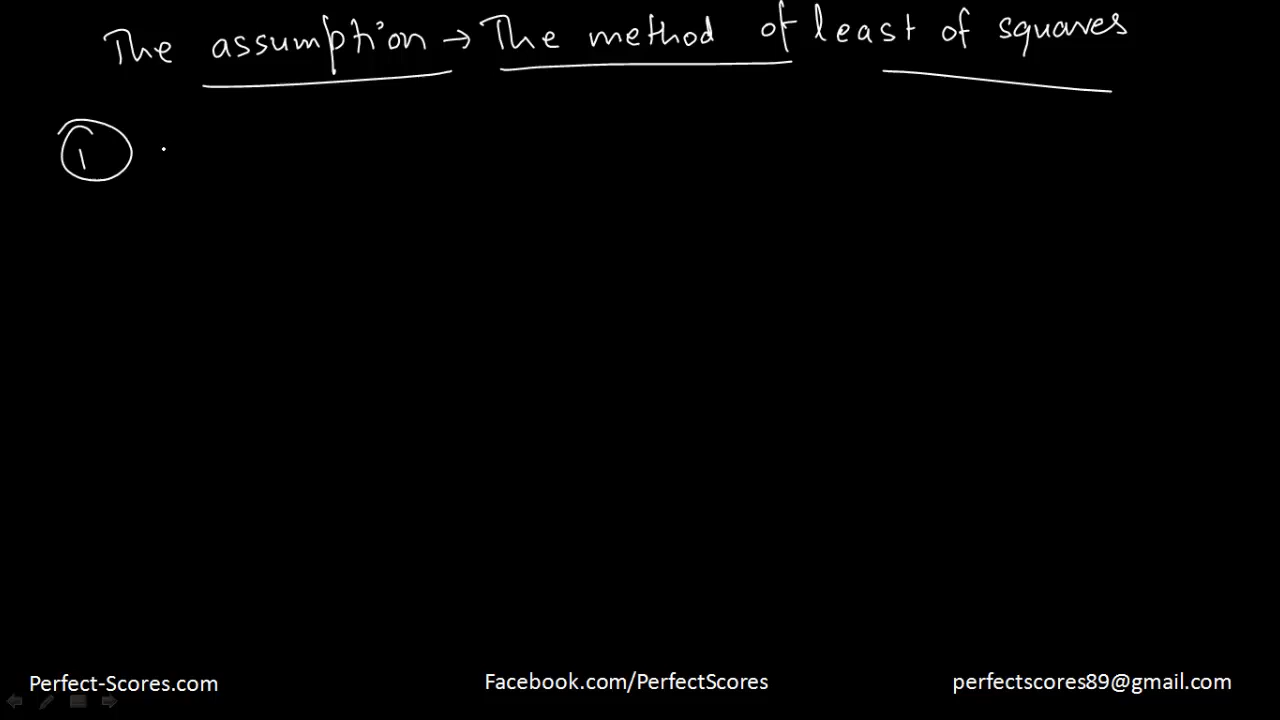 The assumption → The method of least of squares
1
Perfect-Scores.com Facebook.com/PerfectScores perfectscores89@gmail.com